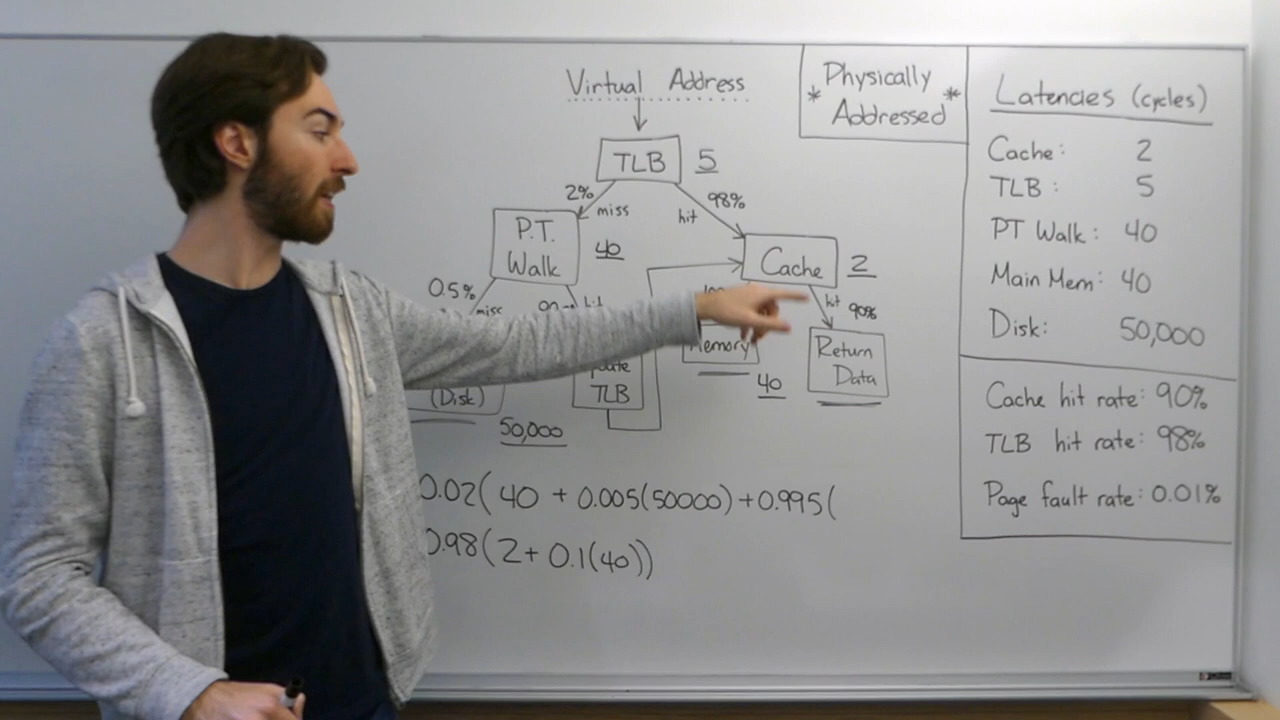 Virtual Address
TLB 5
2% miss
98% hit
P.T.
Walk 40
Cache 2
0.5%
miss
on
hit 90%
Memory
40
Return
Data
TLB
(Disk)
50,000
0.02( 40 + 0.005(50000) + 0.995(
0.98( 2 + 0.1(40))
* Physically *
Addressed
Latencies (cycles)
Cache: 2
TLB: 5
PT Walk: 40
Main Mem: 40
Disk: 50,000
Cache hit rate: 90%
TLB hit rate: 98%
Page fault rate: 0.01%